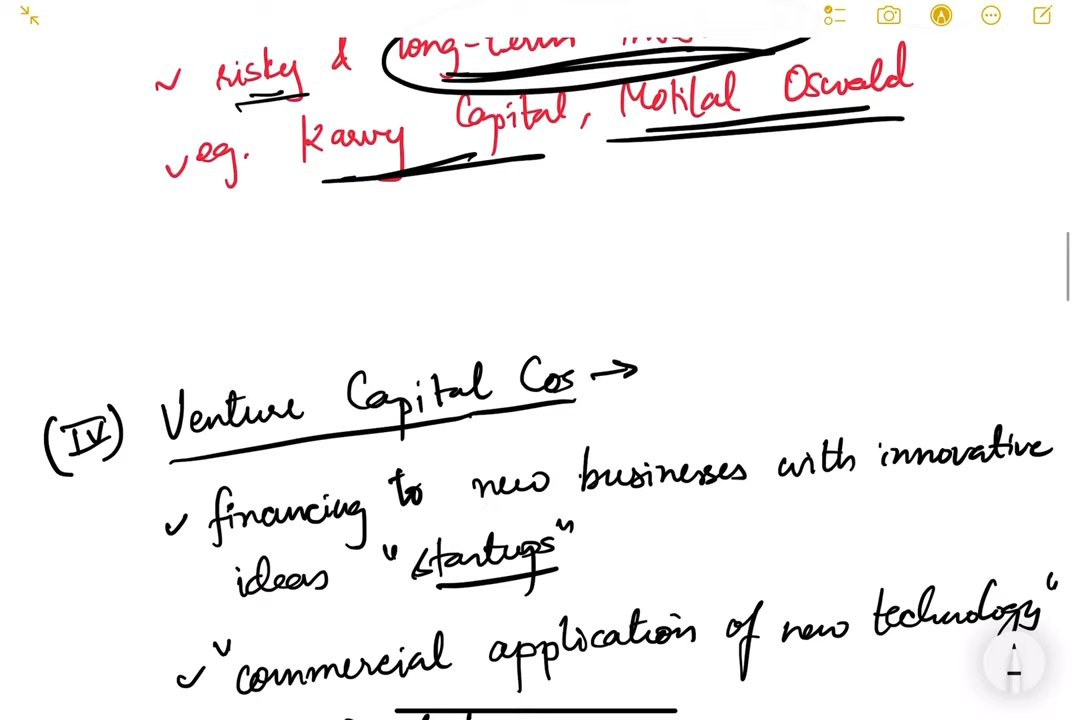 ✓ risky & long-term
✓ eg. Karvy Capital, Motilal Oswald
(IV) Venture Capital Cos →
✓ financing to new businesses with innovative
ideas "startups"
✓ "commercial application of new technology"